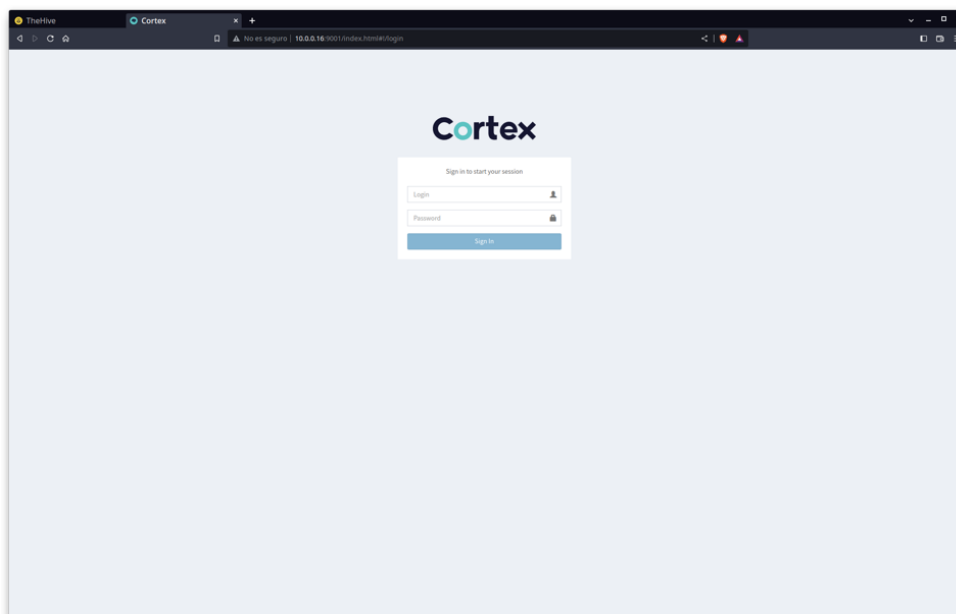 TheHive
Cortex
No es seguro | 10.0.0.16:9001/index.html#!/login
Cortex
Sign in to start your session
Login
Password
Sign In